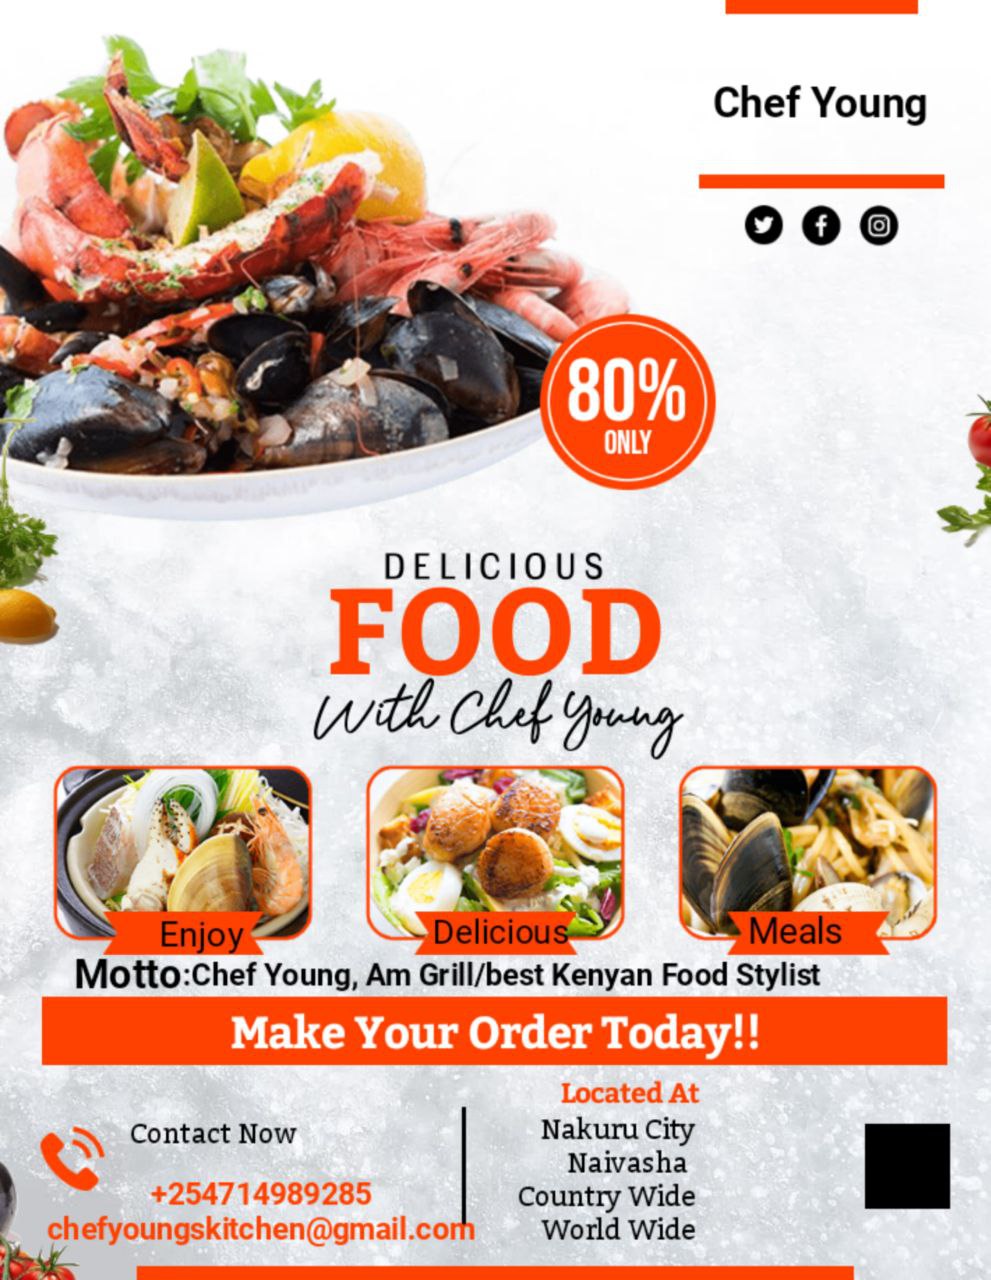 Chef Young
80%
ONLY
DELICIOUS
FOOD
With Chef Young
Enjoy
Delicious
Meals
Motto:Chef Young, Am Grill/best Kenyan Food Stylist
Make Your Order Today!!
Contact Now
+254714989285
chefyoungskitchen@gmail.com
Located At
Nakuru City
Naivasha
Country Wide
World Wide